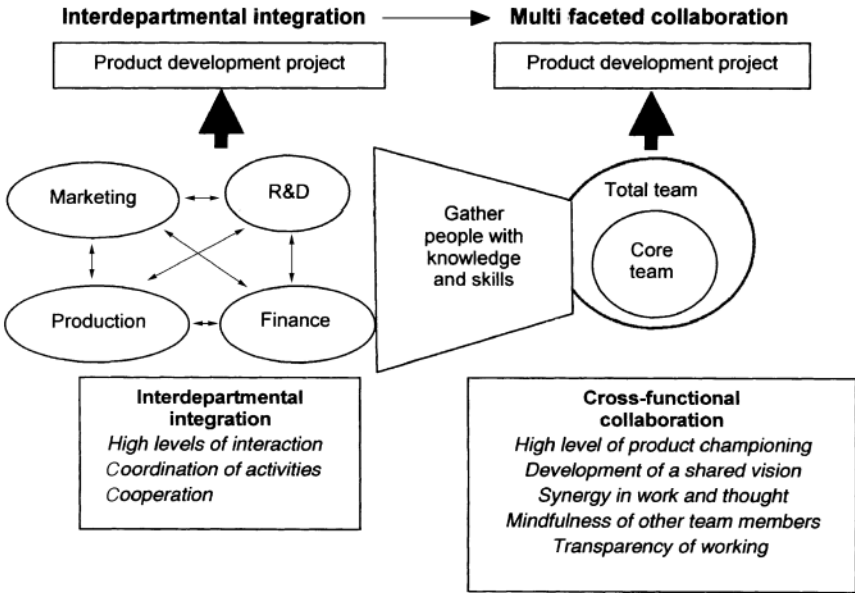 Interdepartmental integration
Multi faceted collaboration
Product development project
Product development project
Marketing
R&D
Production
Finance
Gather
people with
knowledge
and skills
Total team
Core
team
Interdepartmental
integration
High levels of interaction
Coordination of activities
Cooperation
Cross-functional
collaboration
High level of product championing
Development of a shared vision
Synergy in work and thought
Mindfulness of other team members
Transparency of working